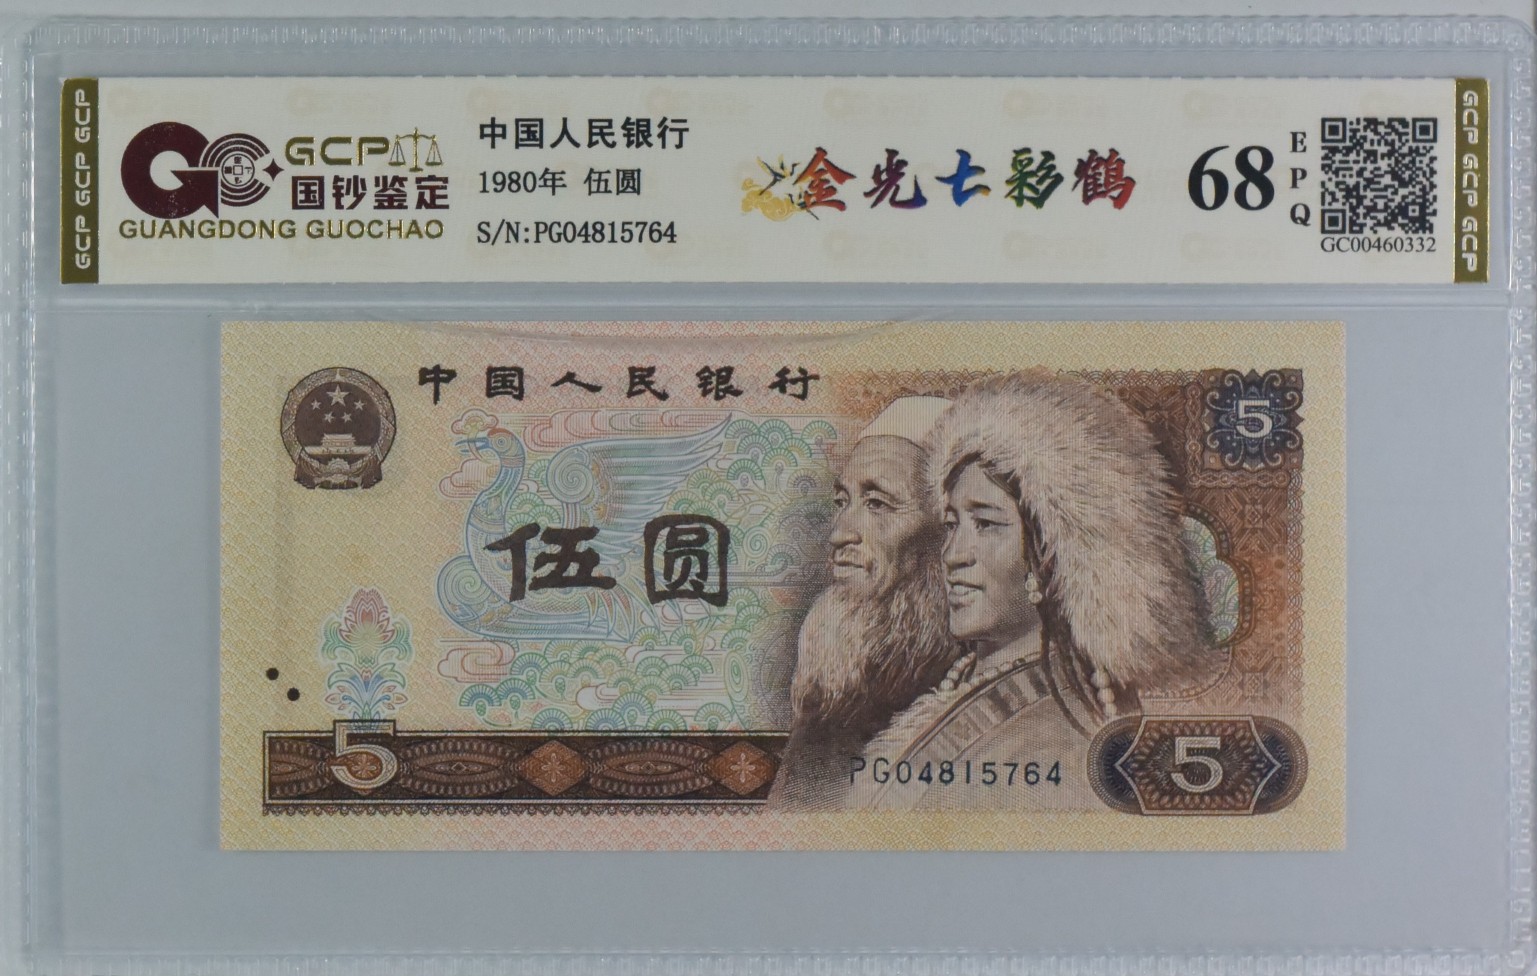 GCP GCP GCP
GCP
国钞鉴定
GUANGDONG GUOCHAO
中国人民银行
1980年 伍圆
S/N:PG04815764
金光七彩鹤
68
EPQ
GC00460332
GCP GCP GCP
中国人民银行
5
伍圆
5
PG04815764
5